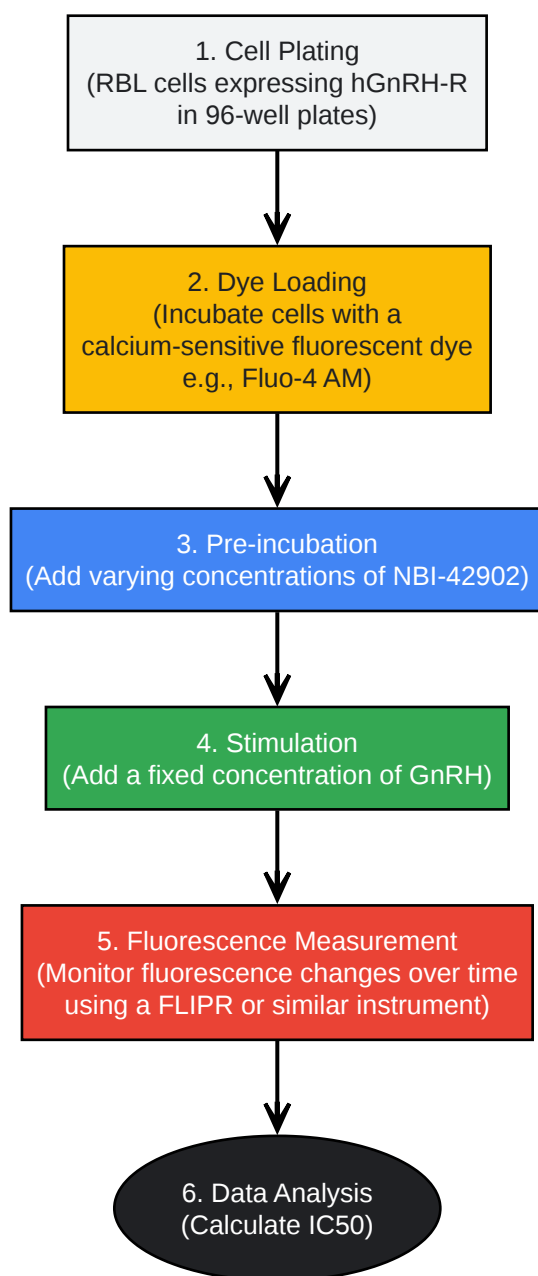 1. Cell Plating
(RBL cells expressing hGnRH-R
in 96-well plates)
2. Dye Loading
(Incubate cells with a
calcium-sensitive fluorescent dye
e.g., Fluo-4 AM)
3. Pre-incubation
(Add varying concentrations of NBI-42902)
4. Stimulation
(Add a fixed concentration of GnRH)
5. Fluorescence Measurement
(Monitor fluorescence changes over time
using a FLIPR or similar instrument)
6. Data Analysis
(Calculate IC50)